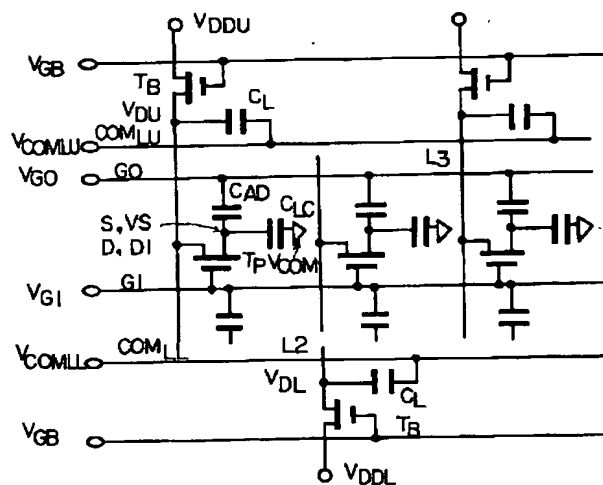 VDDU
VGB
TB
VDU
CL
VCOMLU
COMLU
L3
VGO
GO
CAD
CLC
S, VS
D, DI
TP
VCOM
VGI
GI
VCOMLL
COMLL
L2
VDL
CL
VGB
TB
VDDL